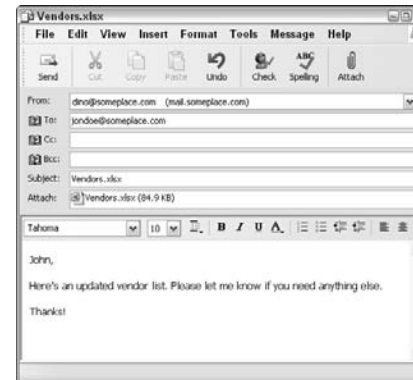 Vendors.xlsx
File Edit View Insert Format Tools Message Help
Send Cut Copy Paste Undo Check Spelling Attach
ABC
From: dino@someplace.com (mail.someplace.com)
To: jondoe@someplace.com
Cc:
Bcc:
Subject: Vendors.xlsx
Attach: Vendors.xlsx (84.9 KB)
Tahoma 10 B I U A
John,
Here's an updated vendor list. Please let me know if you need anything else.
Thanks!